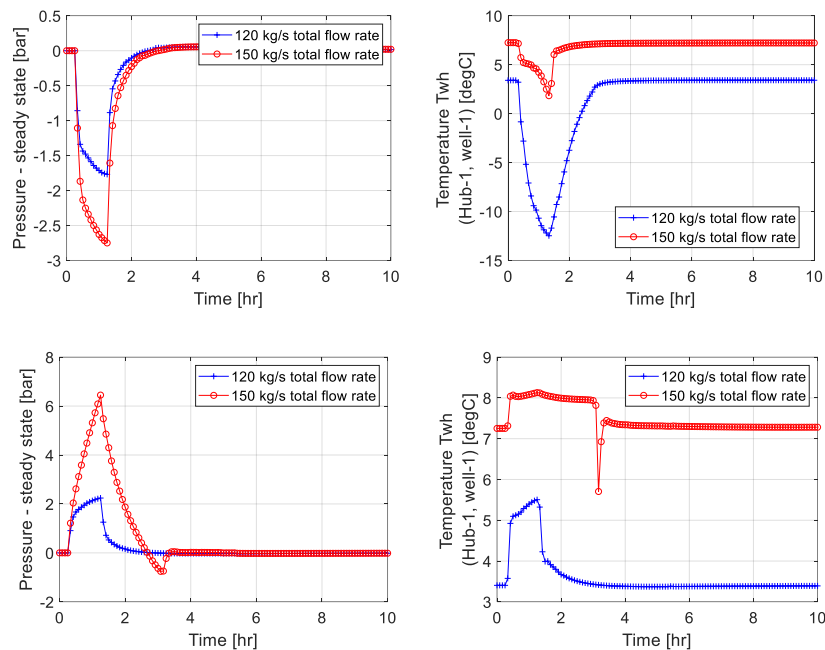 0.5
0
-0.5
-1
-1.5
-2
-2.5
-3
0 2 4 6 8 10
Time [hr]
Pressure - steady state [bar]
120 kg/s total flow rate
150 kg/s total flow rate
10
5
0
-5
-10
-15
0 2 4 6 8 10
Time [hr]
Temperature Twh
(Hub-1, well-1) [degC]
120 kg/s total flow rate
150 kg/s total flow rate
8
6
4
2
0
-2
0 2 4 6 8 10
Time [hr]
Pressure - steady state [bar]
120 kg/s total flow rate
150 kg/s total flow rate
9
8
7
6
5
4
3
0 2 4 6 8 10
Time [hr]
Temperature Twh
(Hub-1, well-1) [degC]
120 kg/s total flow rate
150 kg/s total flow rate